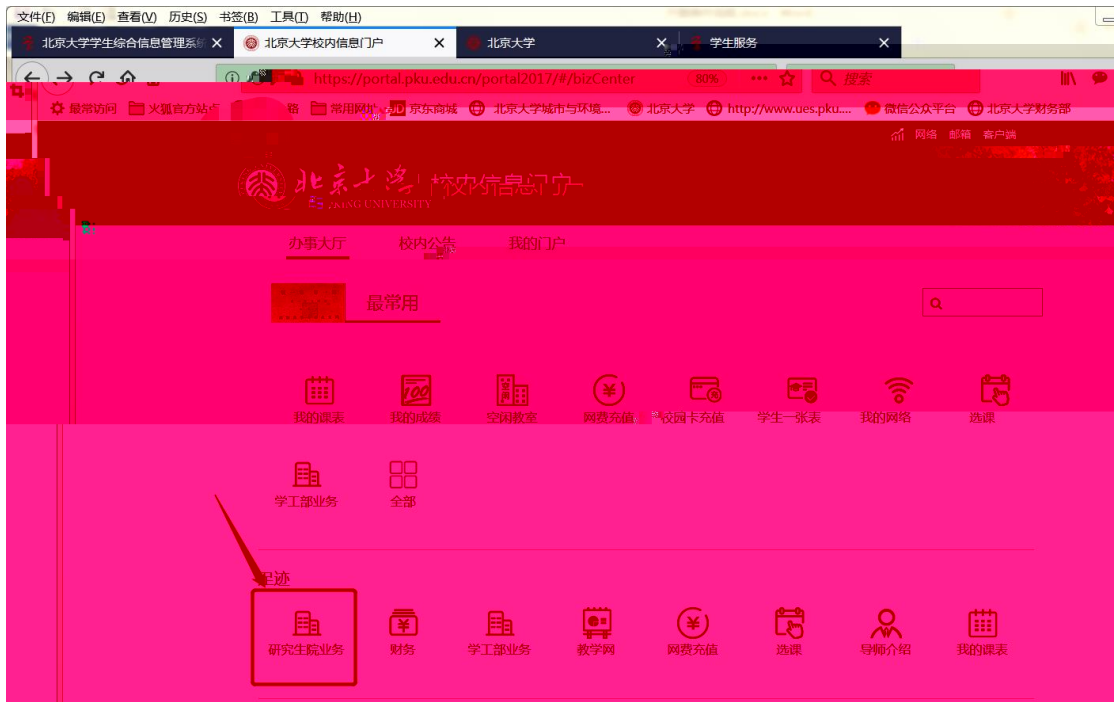 文件(F) 编辑(E) 查看(V) 历史(S) 书签(B) 工具(T) 帮助(H)
北京大学学生综合信息管理系统 北京大学校内信息门户 北京大学 学生服务
https://portal.pku.edu.cn/portal2017/#/bizCenter 80% 搜索
最常访问 火狐官方站点 常用网址 JD 京东商城 北京大学城市与环境... 北京大学 http://www.ues.pku.... 微信公众平台 北京大学财务部
网络 邮箱 客户端
北京大学 校内信息门户
PEKING UNIVERSITY
办事大厅 校内公告 我的门户
最常用
我的课表 我的成绩 空闲教室 网费充值 校园卡充值 学生一张表 我的网络 选课
学工部业务 全部
足迹
研究生院业务 财务 学工部业务 教学网 网费充值 选课 导师介绍 我的课表